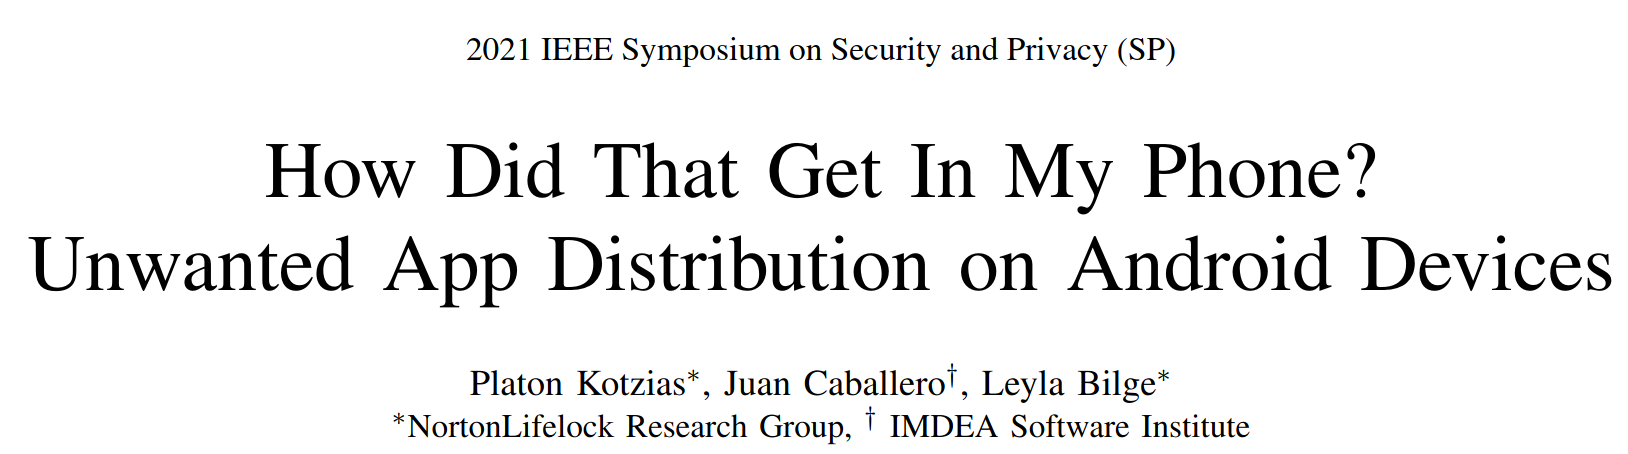 2021 IEEE Symposium on Security and Privacy (SP)
How Did That Get In My Phone?
Unwanted App Distribution on Android Devices
Platon Kotzias*, Juan Caballero†, Leyla Bilge*
*NortonLifelock Research Group, † IMDEA Software Institute